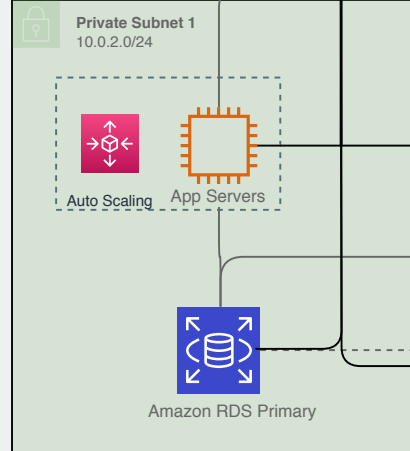 Private Subnet 1
10.0.2.0/24
Auto Scaling
App Servers
Amazon RDS Primary